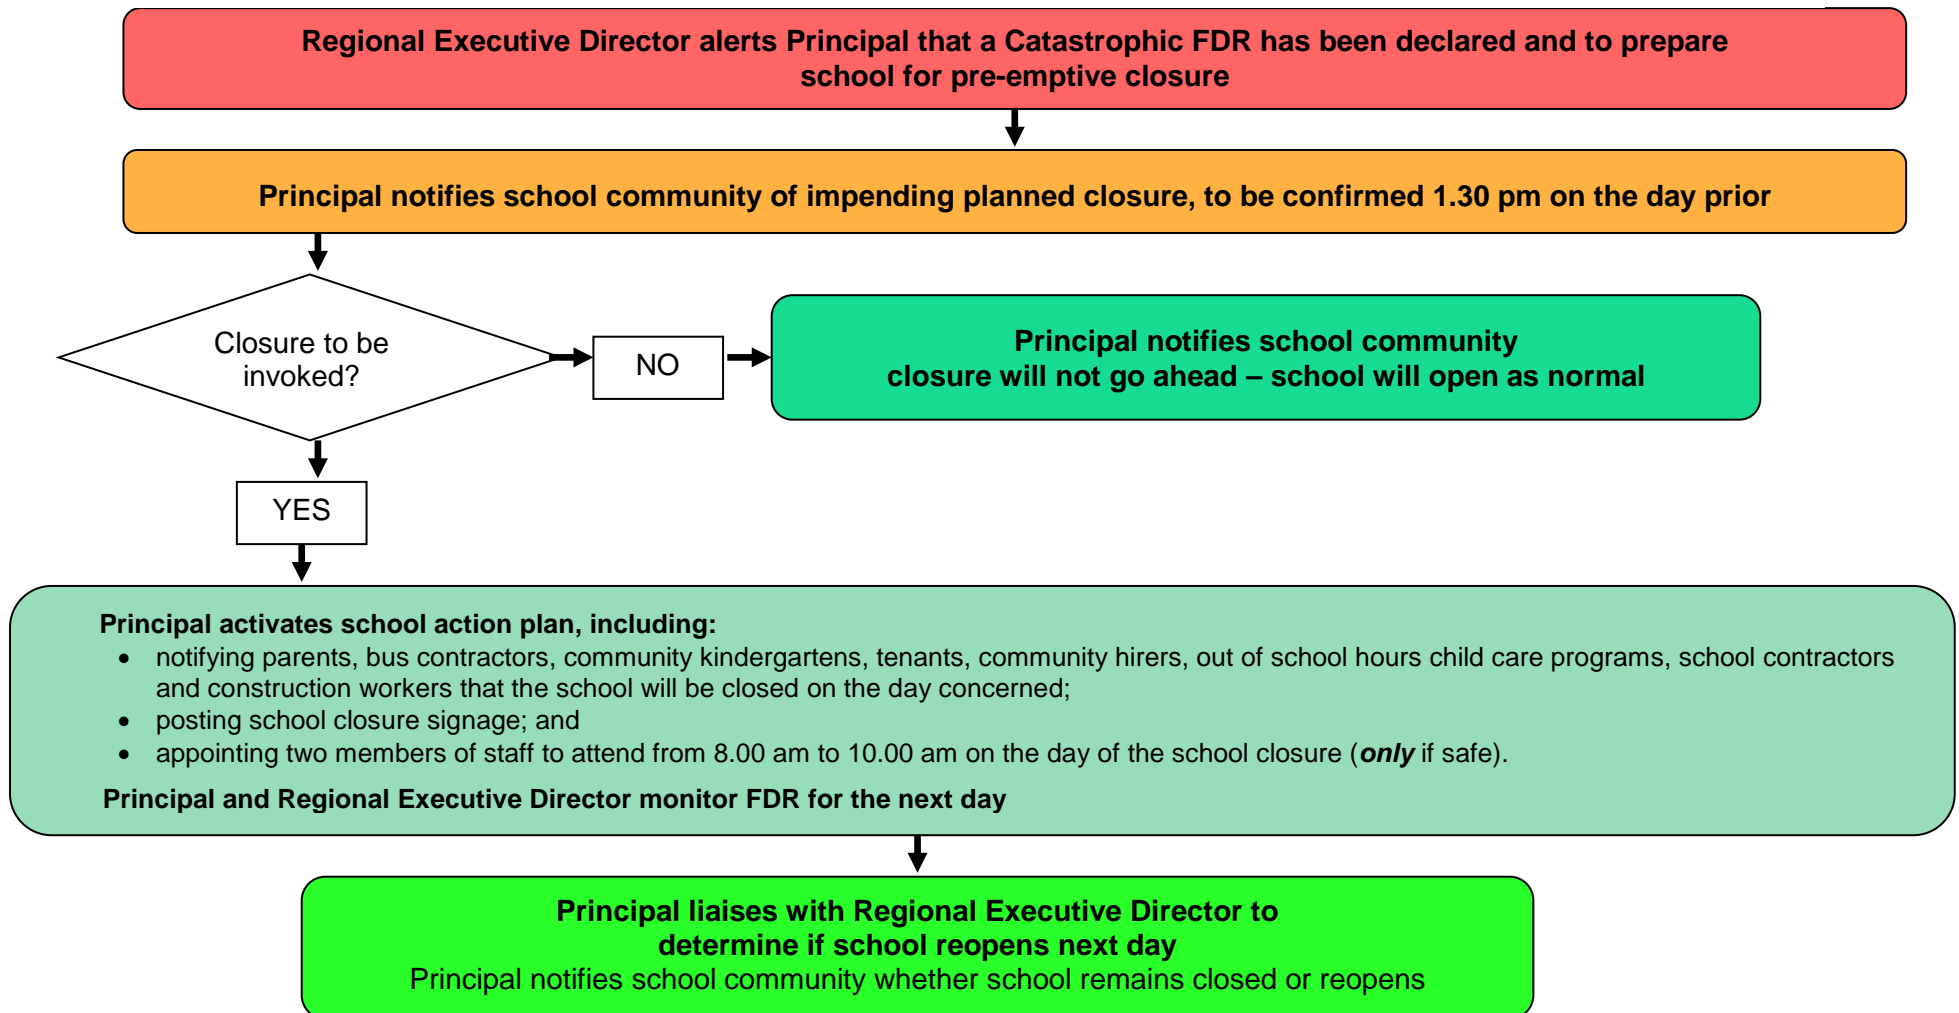 Regional Executive Director alerts Principal that a Catastrophic FDR has been declared and to prepare
school for pre-emptive closure
Principal notifies school community of impending planned closure, to be confirmed 1.30 pm on the day prior
Closure to be
invoked?
NO
Principal notifies school community
closure will not go ahead – school will open as normal
YES
Principal activates school action plan, including:
• notifying parents, bus contractors, community kindergartens, tenants, community hirers, out of school hours child care programs, school contractors
and construction workers that the school will be closed on the day concerned;
• posting school closure signage; and
• appointing two members of staff to attend from 8.00 am to 10.00 am on the day of the school closure (only if safe).
Principal and Regional Executive Director monitor FDR for the next day
Principal liaises with Regional Executive Director to
determine if school reopens next day
Principal notifies school community whether school remains closed or reopens